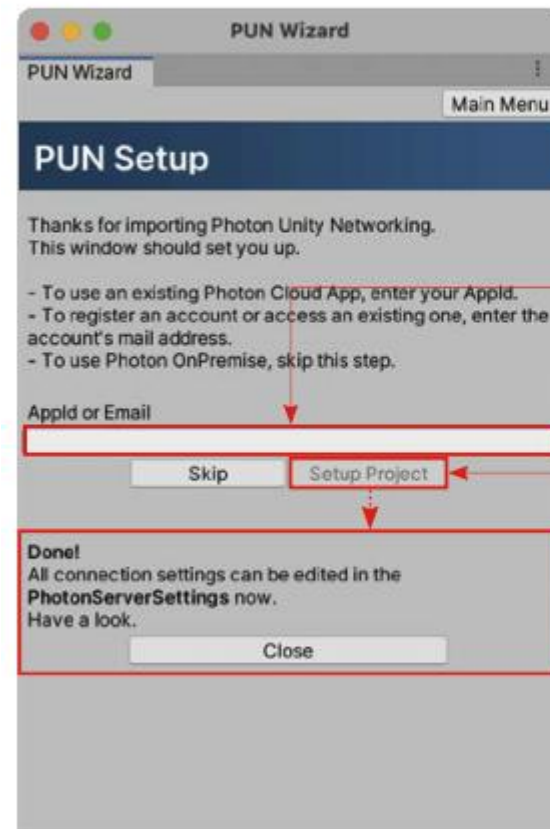 PUN Wizard
PUN Wizard
Main Menu
PUN Setup
Thanks for importing Photon Unity Networking.
This window should set you up.
- To use an existing Photon Cloud App, enter your AppId.
- To register an account or access an existing one, enter the
account's mail address.
- To use Photon OnPremise, skip this step.
AppId or Email
Skip Setup Project
Done!
All connection settings can be edited in the
PhotonServerSettings now.
Have a look.
Close